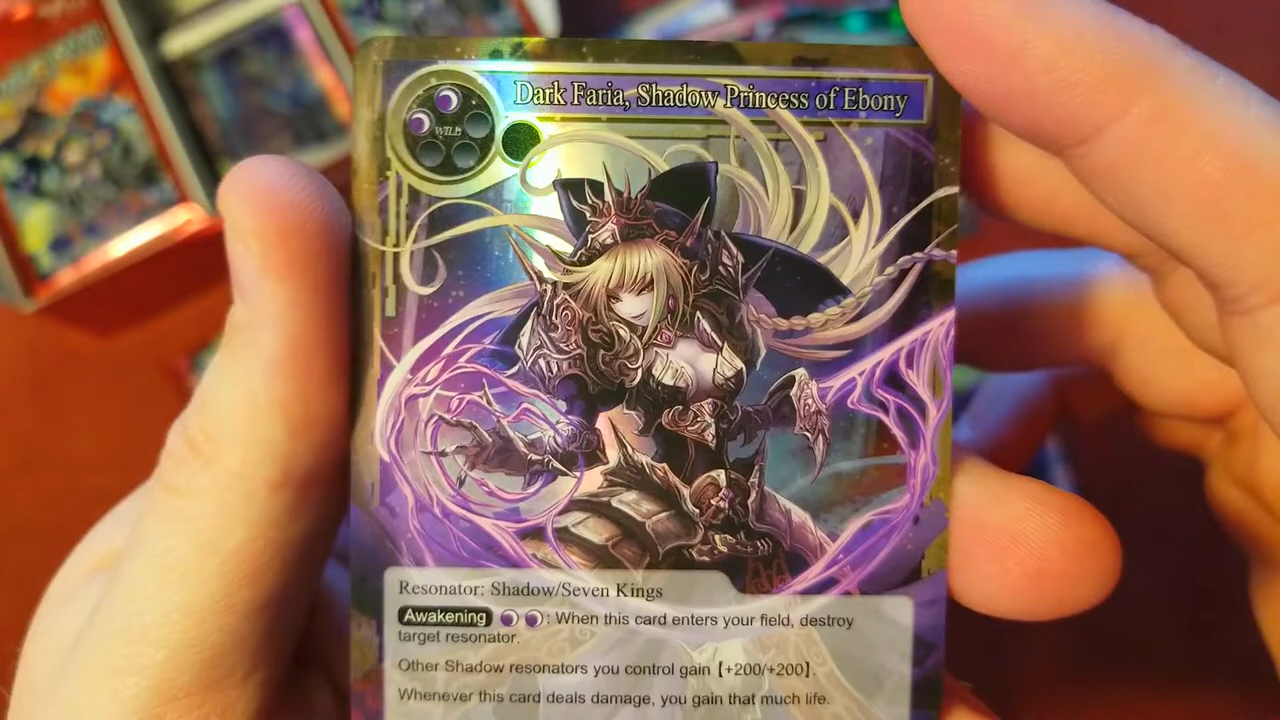 Dark Faria, Shadow Princess of Ebony
WILL
Resonator: Shadow/Seven Kings
Awakening : When this card enters your field, destroy
target resonator.
Other Shadow resonators you control gain 【+200/+200】.
Whenever this card deals damage, you gain that much life.